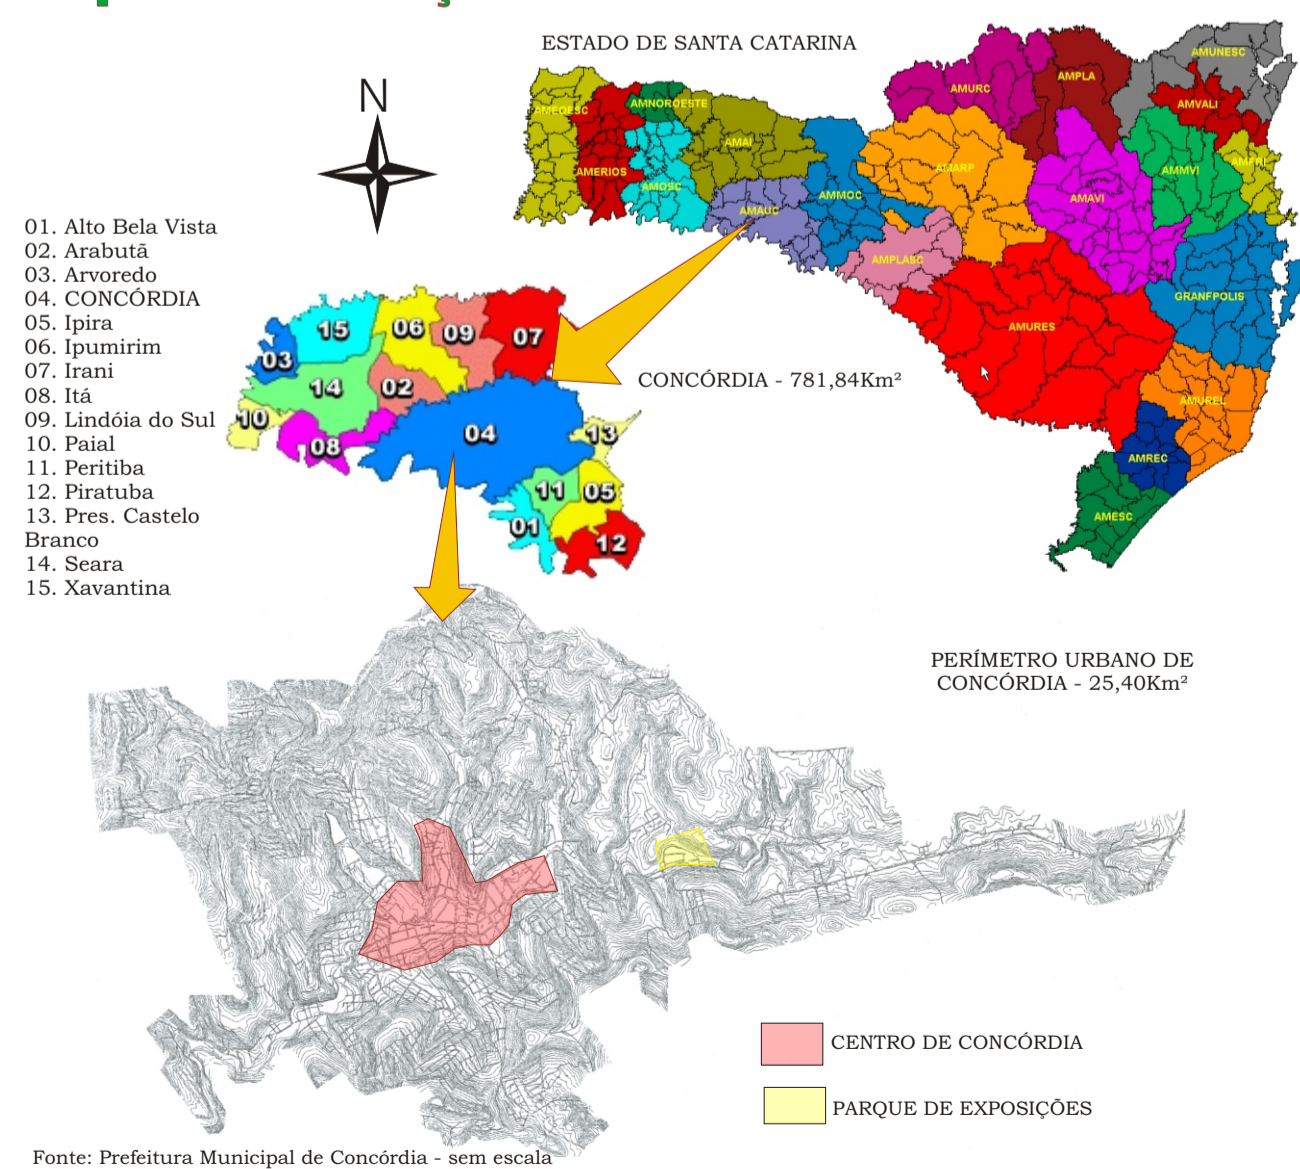 ESTADO DE SANTA CATARINA
N
AMEOESC
AMERIOS
AMNOROESTE
AMOSC
AMAI
AMAUC
AMMOC
AMURC
AMPLA
AMUNESC
AMVALI
AMARP
AMAVI
AMMVI
AMFRI
AMPLASC
AMURES
GRANFPOLIS
AMUREL
AMREC
AMESC
01. Alto Bela Vista
02. Arabutã
03. Arvoredo
04. CONCÓRDIA
05. Ipira
06. Ipumirim
07. Irani
08. Itá
09. Lindóia do Sul
10. Paial
11. Peritiba
12. Piratuba
13. Pres. Castelo
Branco
14. Seara
15. Xavantina
15
06
09
07
03
14
02
10
08
04
13
11
05
01
12
CONCÓRDIA - 781,84Km²
PERÍMETRO URBANO DE
CONCÓRDIA - 25,40Km²
CENTRO DE CONCÓRDIA
PARQUE DE EXPOSIÇÕES
Fonte: Prefeitura Municipal de Concórdia - sem escala